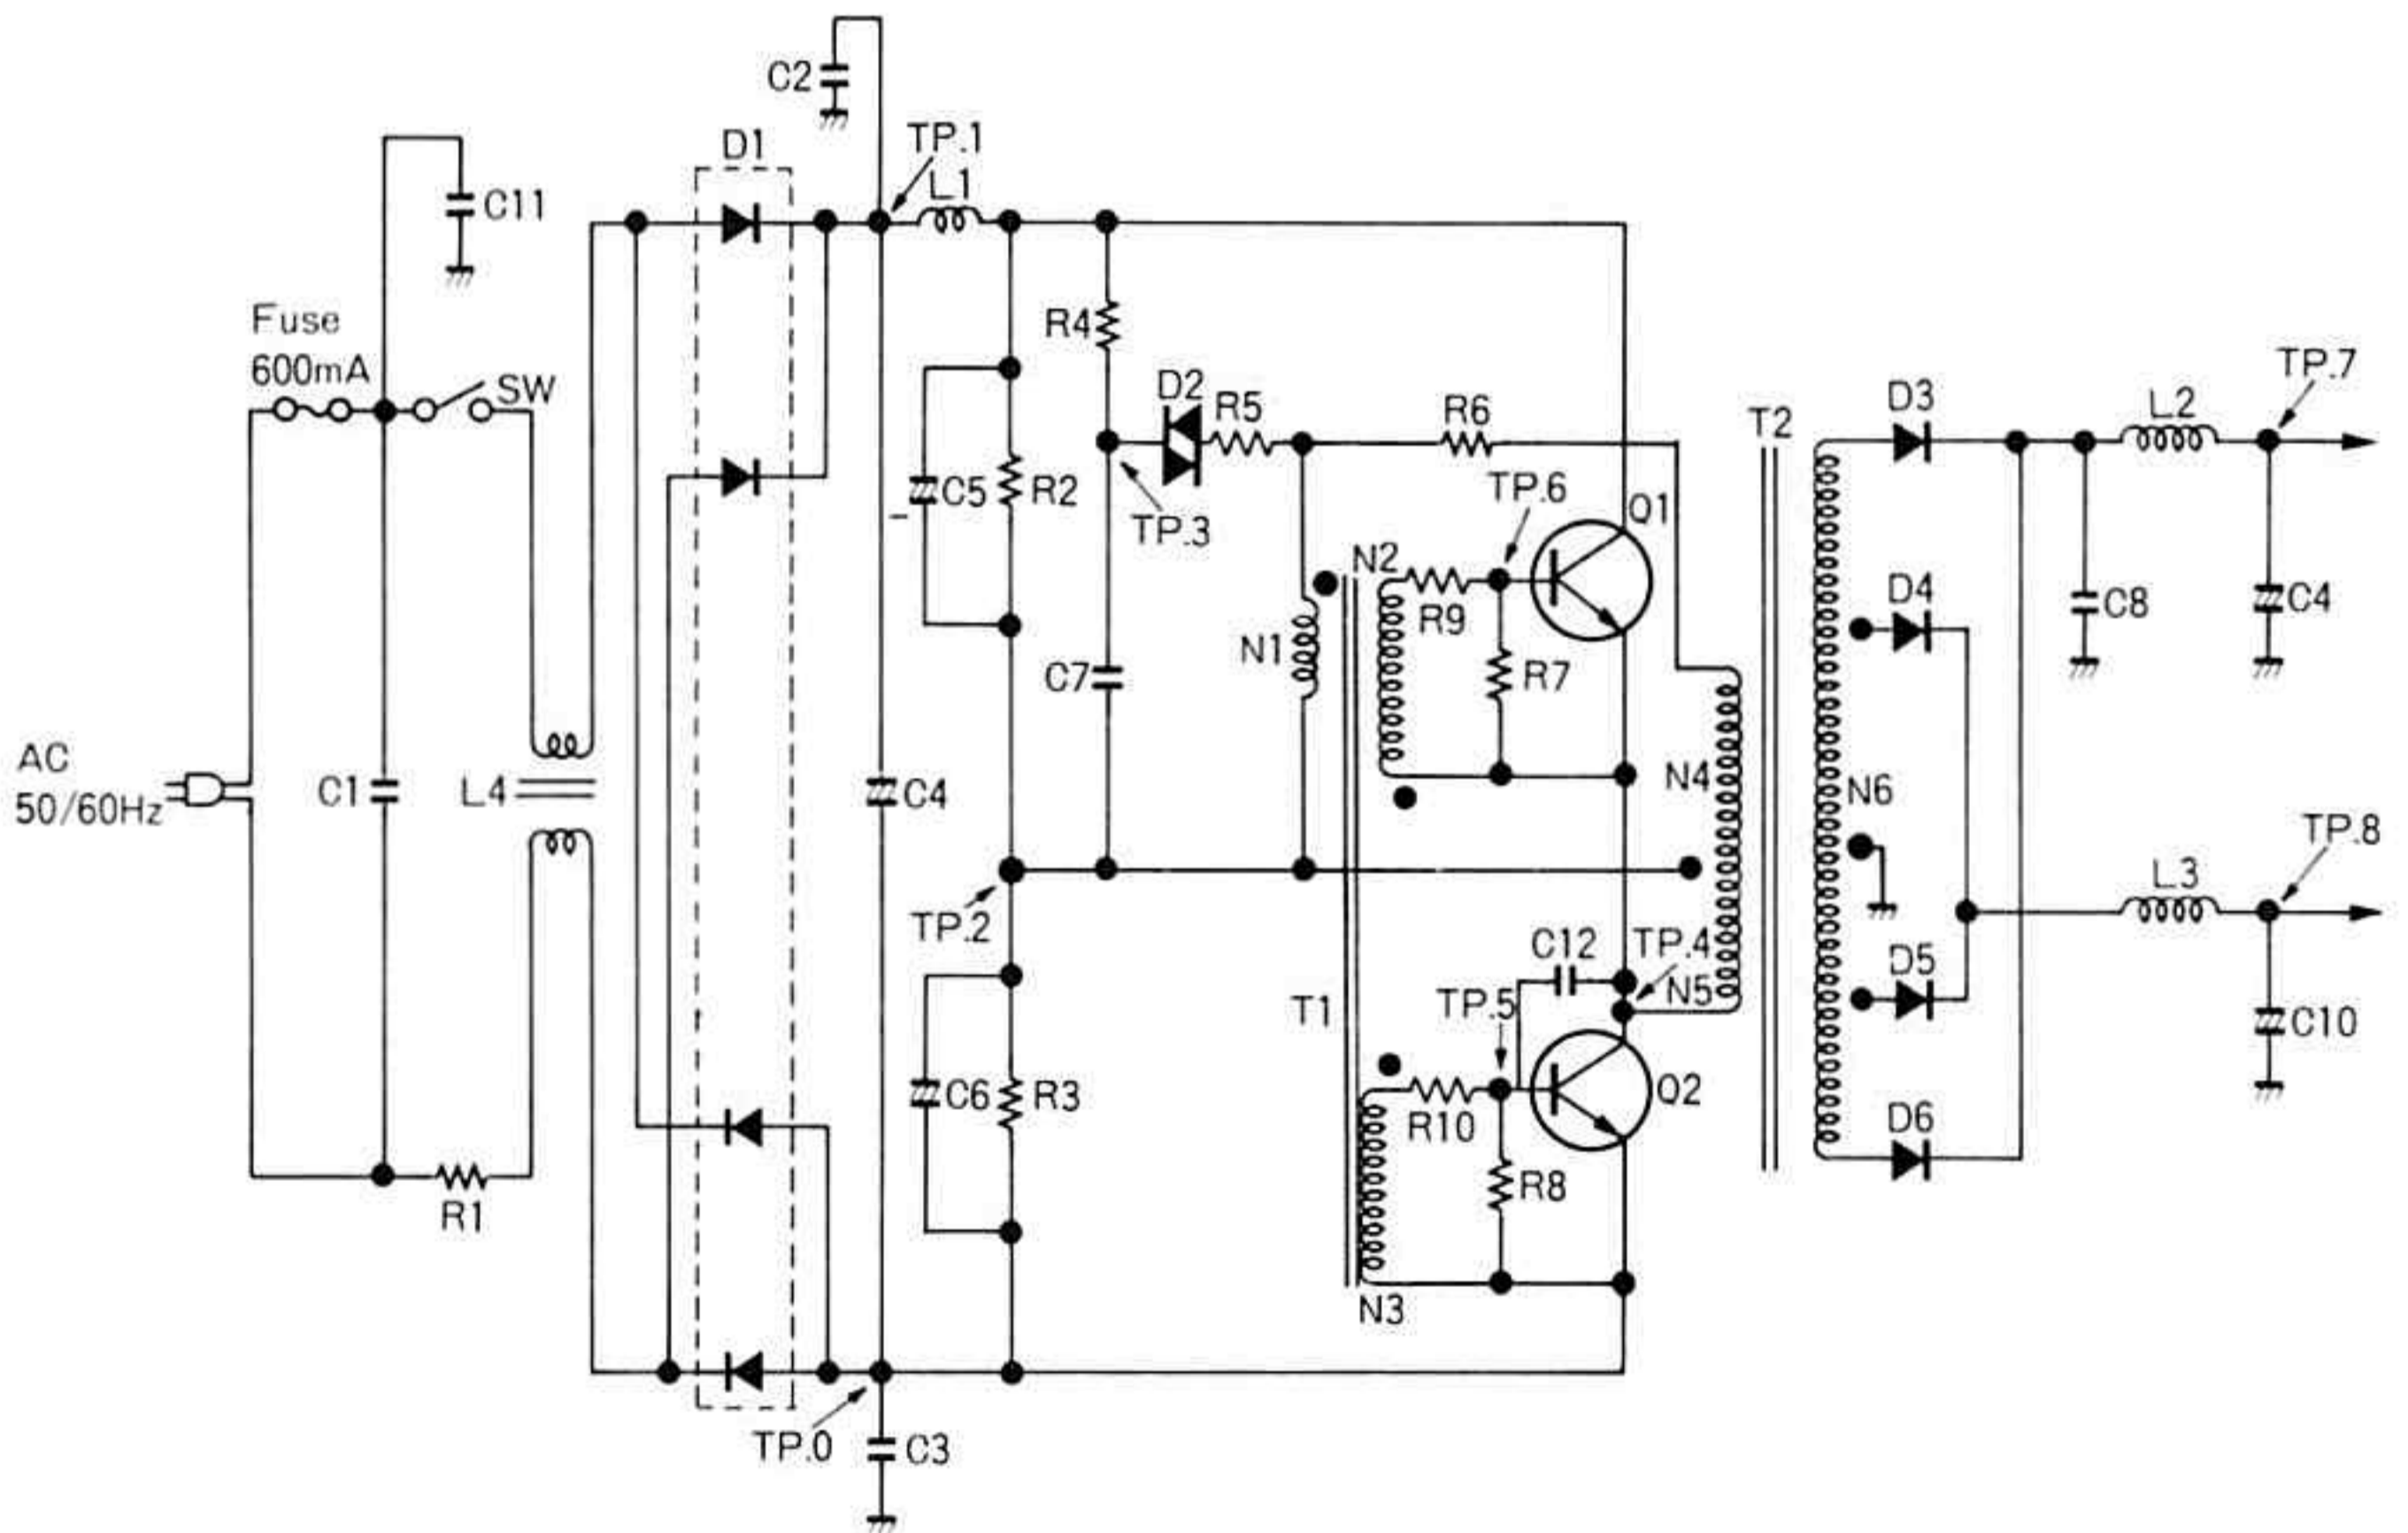 C2
TP.1
D1
L1
C11
Fuse
600mA
SW
R4
D2
R5
R6
T2
D3
L2
TP.7
C5
-
R2
TP.3
TP.6
Q1
N2
R9
D4
C8
C4
N1
C7
R7
AC
50/60Hz
C1
L4
C4
N4
N6
TP.8
L3
TP.2
C12
TP.4
N5
D5
T1
TP.5
C10
C6
R3
R10
Q2
D6
R8
R1
N3
TP.0
C3